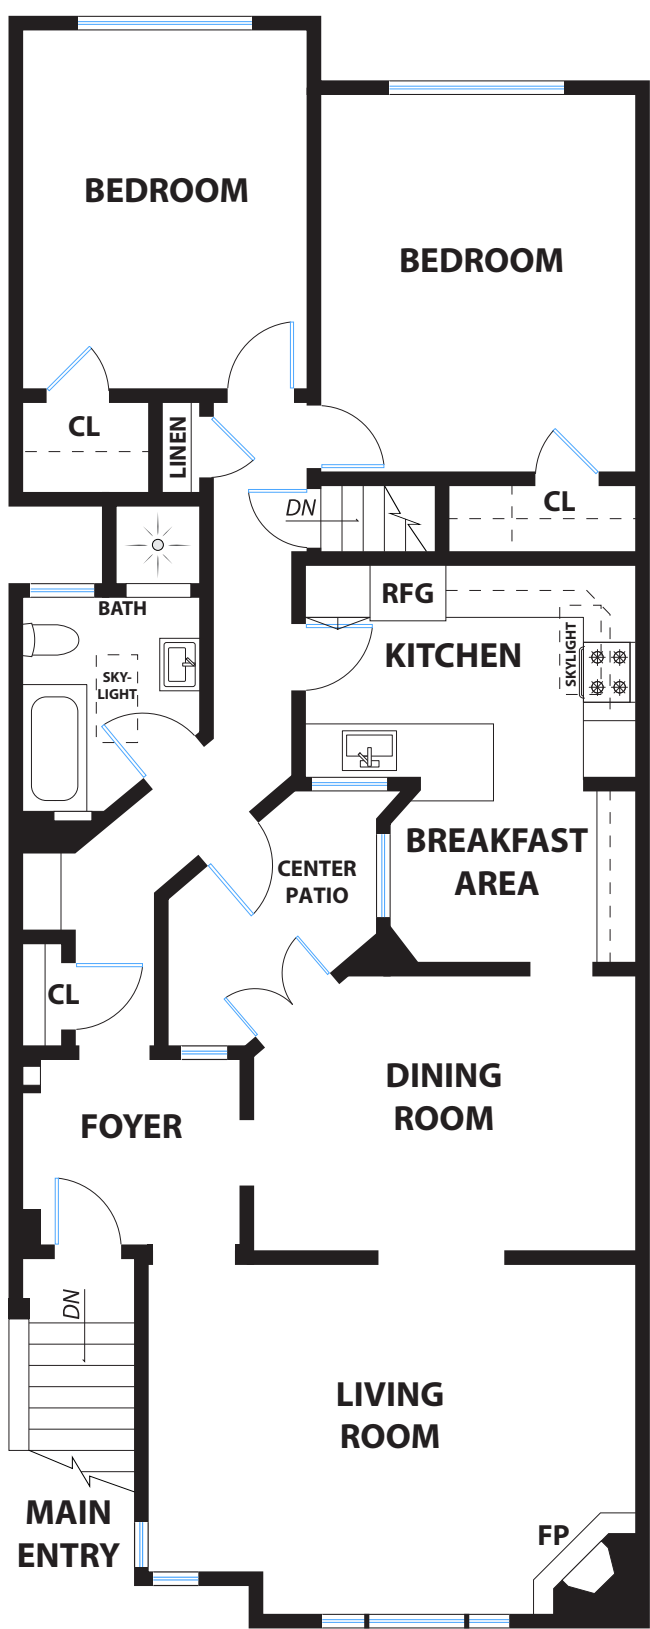 BEDROOM
BEDROOM
CL
LINEN
CL
DN
RFG
BATH
KITCHEN
SKYLIGHT
SKY-
LIGHT
BREAKFAST
AREA
CENTER
PATIO
CL
DINING
ROOM
FOYER
DN
LIVING
ROOM
MAIN
ENTRY
FP